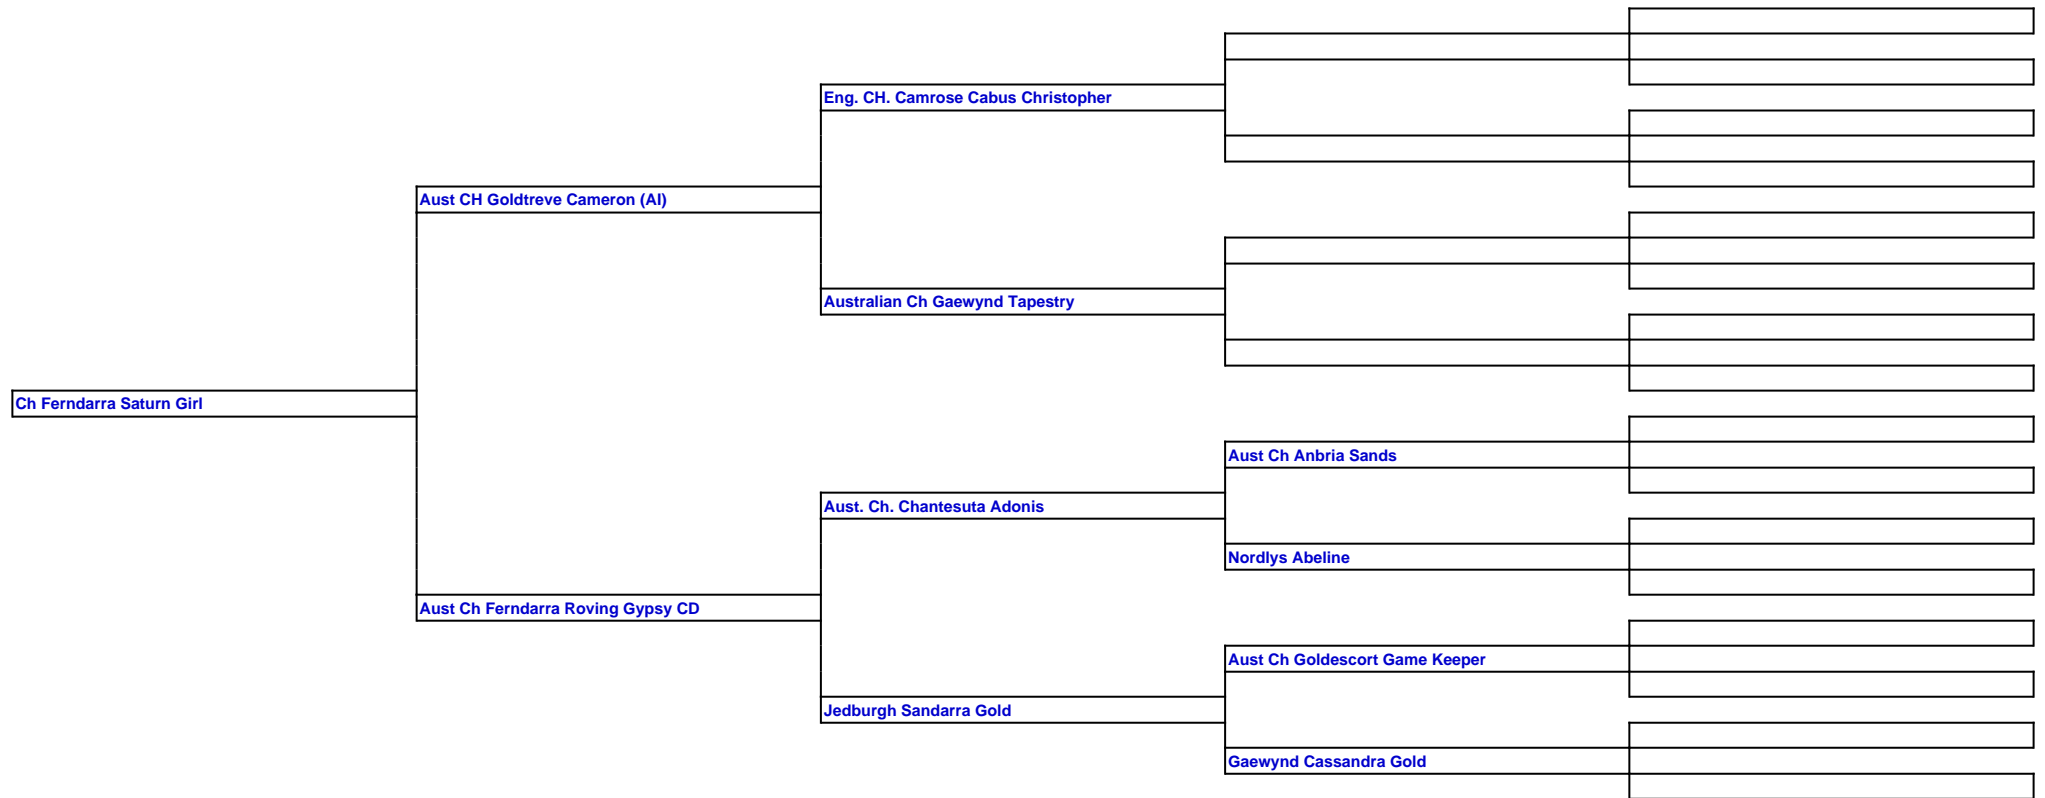 Eng. CH. Camrose Cabus Christopher
Aust CH Goldtreve Cameron (AI)
Australian Ch Gaewynd Tapestry
Ch Ferndarra Saturn Girl
Aust Ch Anbria Sands
Aust. Ch. Chantesuta Adonis
Nordlys Abeline
Aust Ch Ferndarra Roving Gypsy CD
Aust Ch Goldescort Game Keeper
Jedburgh Sandarra Gold
Gaewynd Cassandra Gold